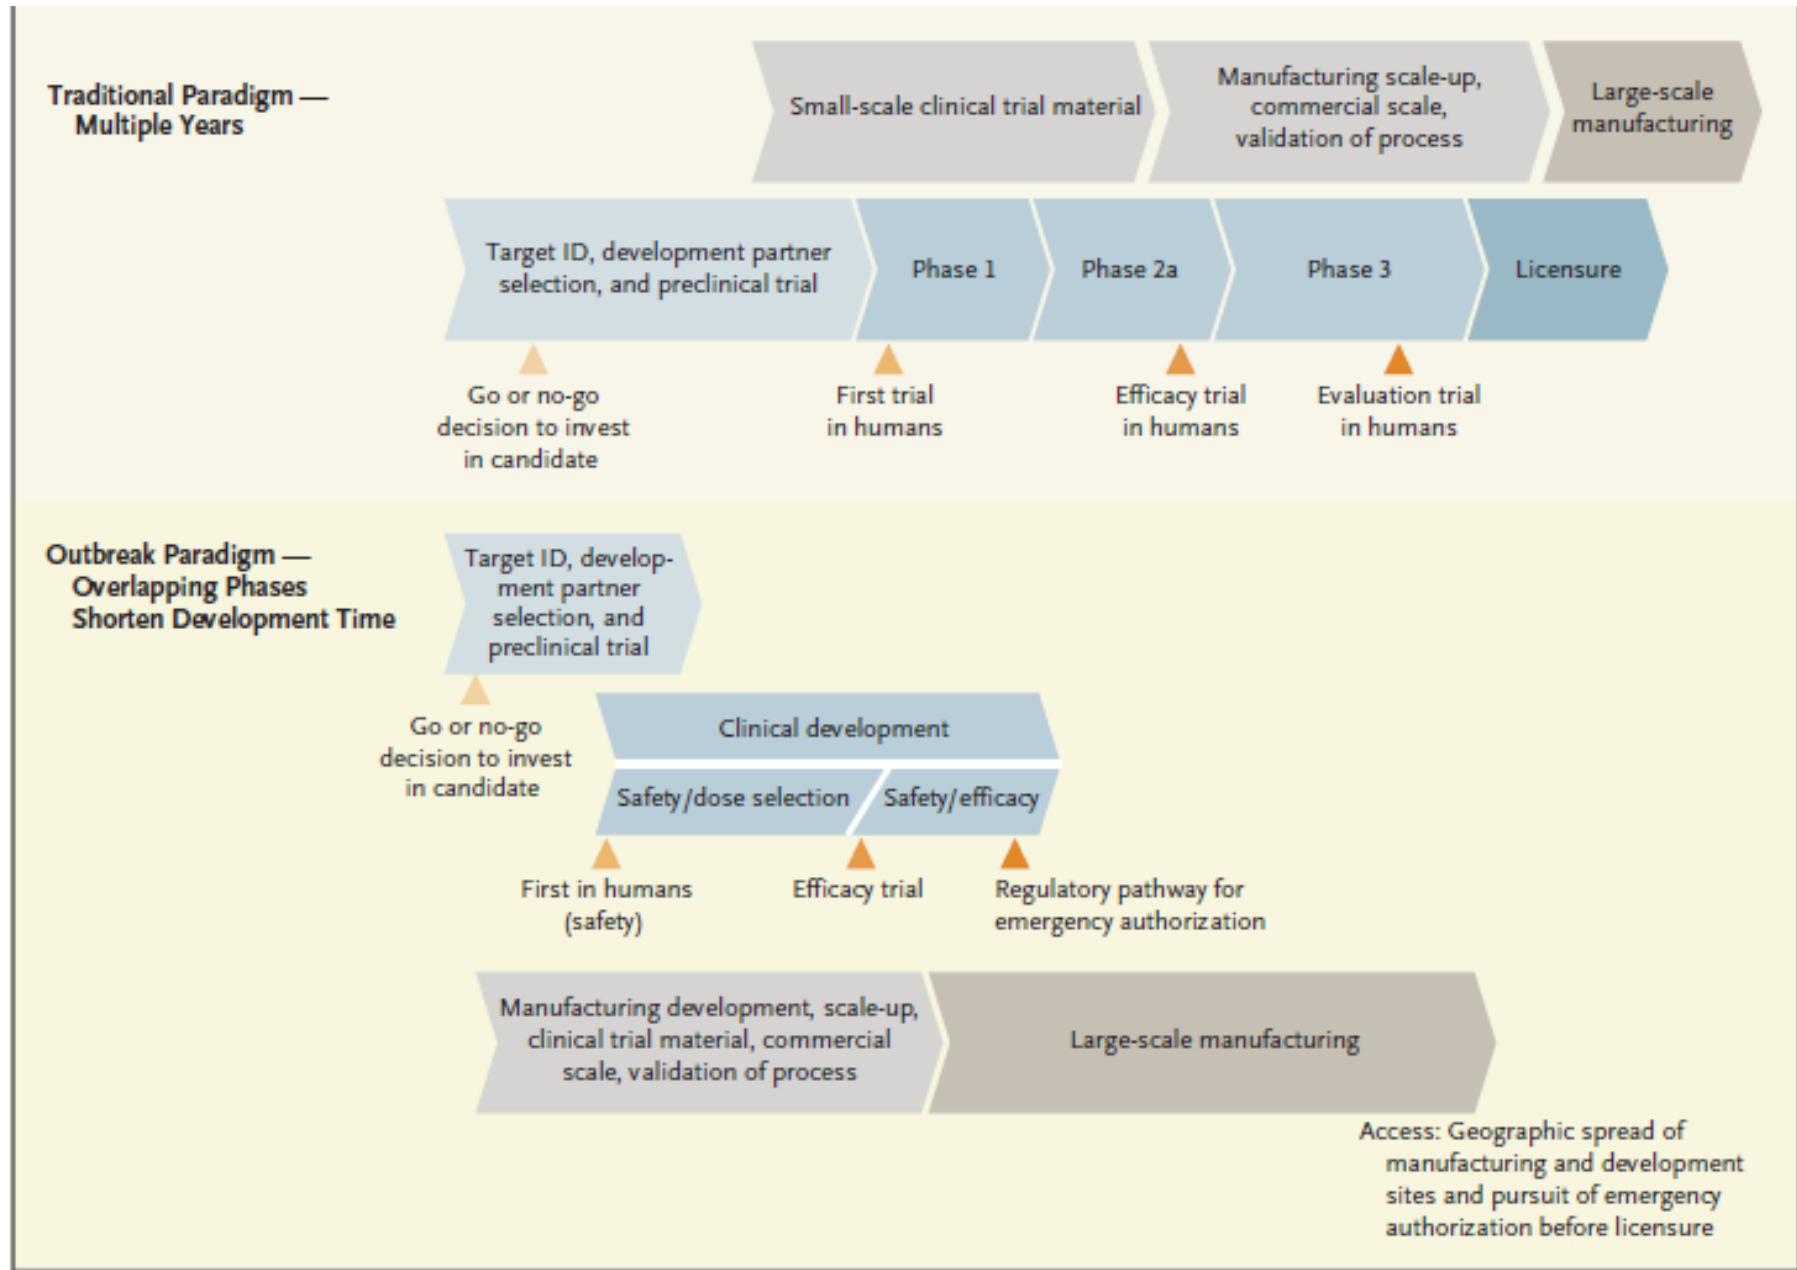 Traditional Paradigm —
Multiple Years
Small-scale clinical trial material
Manufacturing scale-up,
commercial scale,
validation of process
Large-scale
manufacturing
Target ID, development partner
selection, and preclinical trial
Phase 1
Phase 2a
Phase 3
Licensure
Go or no-go
decision to invest
in candidate
First trial
in humans
Efficacy trial
in humans
Evaluation trial
in humans
Outbreak Paradigm —
Overlapping Phases
Shorten Development Time
Target ID, develop-
ment partner
selection, and
preclinical trial
Go or no-go
decision to invest
in candidate
Clinical development
Safety/dose selection
Safety/efficacy
First in humans
(safety)
Efficacy trial
Regulatory pathway for
emergency authorization
Manufacturing development, scale-up,
clinical trial material, commercial
scale, validation of process
Large-scale manufacturing
Access: Geographic spread of
manufacturing and development
sites and pursuit of emergency
authorization before licensure